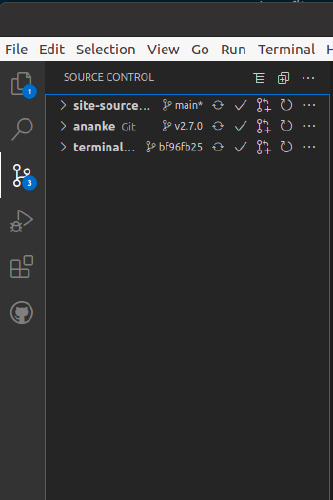 File Edit Selection View Go Run Terminal H
SOURCE CONTROL
1
site-source... main*
ananke Git v2.7.0
terminal... bf96fb25
3